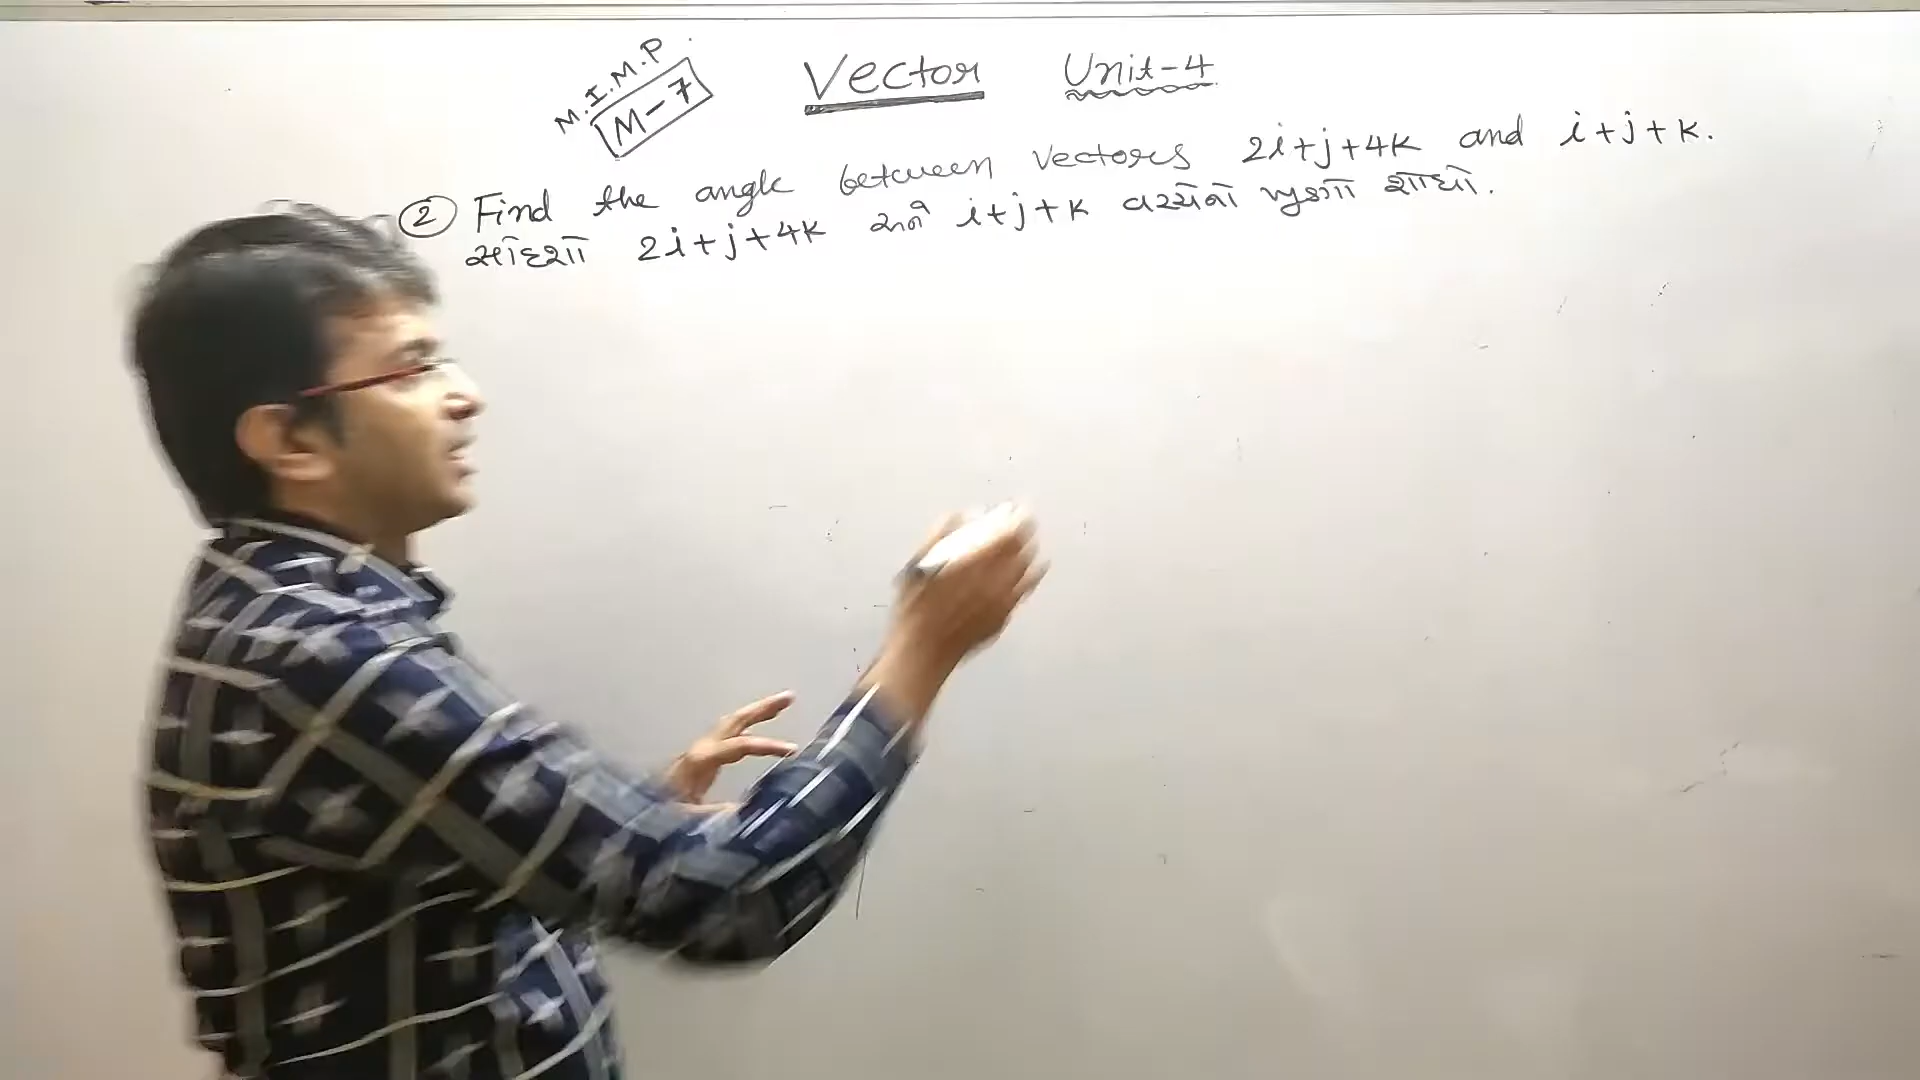 M.I.M.P.
M-7
Vector Unit-4
② Find the angle between vectors 2i+j+4k and i+j+k.
સદિશો 2i+j+4k અને i+j+k વચ્ચેનો ખૂણો શોધો.